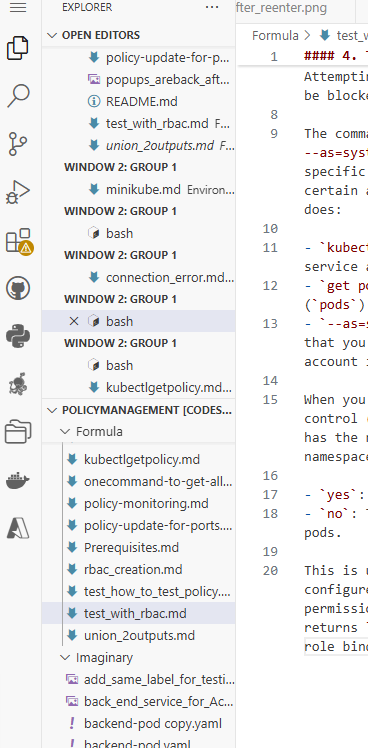 EXPLORER
OPEN EDITORS
policy-update-for-p...
popups_areback_aft...
README.md
test_with_rbac.md F...
union_2outputs.md F...
WINDOW 2: GROUP 1
minikube.md Environ...
WINDOW 2: GROUP 1
bash
WINDOW 2: GROUP 1
connection_error.md...
WINDOW 2: GROUP 1
bash
WINDOW 2: GROUP 1
bash
kubectlgetpolicy.md...
POLICYMANAGEMENT [CODES...
Formula
kubectlgetpolicy.md
onecommand-to-get-all...
policy-monitoring.md
policy-update-for-ports....
Prerequisites.md
rbac_creation.md
test_how_to_test_policy....
test_with_rbac.md
union_2outputs.md
Imaginary
add_same_label_for_testi...
back_end_service_for_Ac...
backend-pod copy.yaml
backend-pod.yaml
fter_reenter.png
Formula > test_w
1 #### 4. T
Attemptin
be blocke
8
9 The comma
--as=syst
specific
certain a
does:
10
11 - `kubect
service a
12 - `get po
(`pods`)
13 - `--as=s
that you
account i
14
15 When you
control (
has the n
namespace
16
17 - `yes`:
18 - `no`: T
pods.
19
20 This is u
configure
permissio
returns
role bind